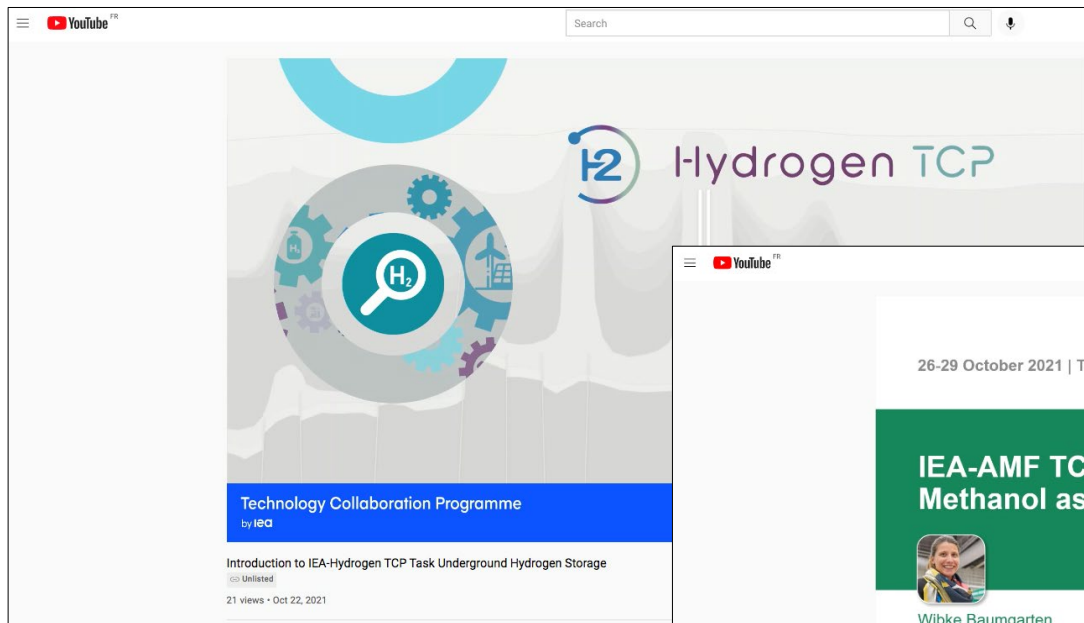 YouTube FR
Search
H2 Hydrogen TCP
H₂
H₂
Technology Collaboration Programme
by iea
Introduction to IEA-Hydrogen TCP Task Underground Hydrogen Storage
Unlisted
21 views • Oct 22, 2021
YouTube FR
26-29 October 2021 | T
IEA-AMF TC
Methanol as
Wibke Baumgarten